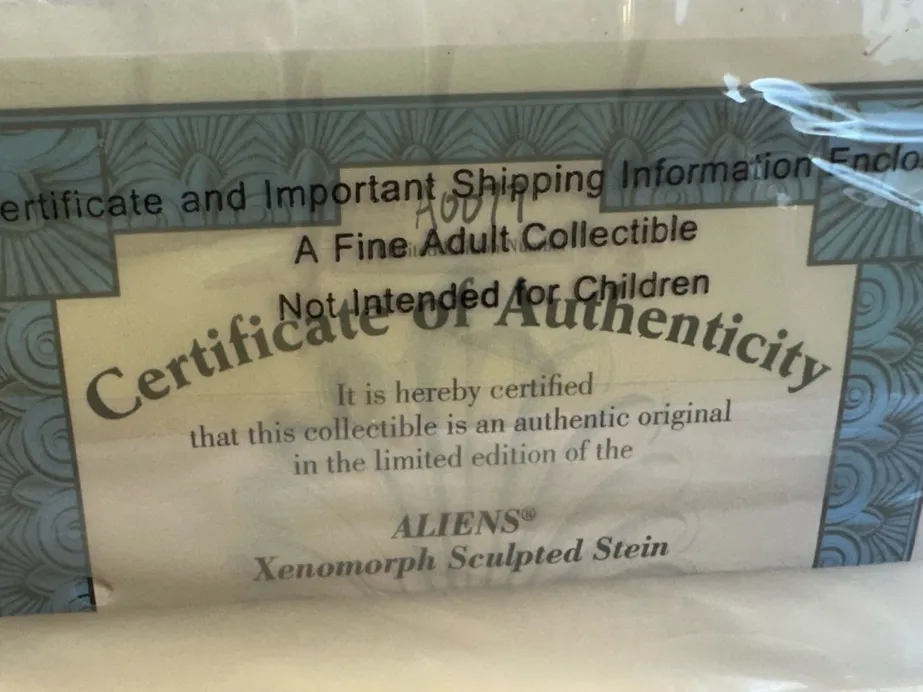 ertificate and Important Shipping Information Enclo
A Fine Adult Collectible
Not Intended for Children
Certificate of Authenticity
It is hereby certified
that this collectible is an authentic original
in the limited edition of the
ALIENS®
Xenomorph Sculpted Stein